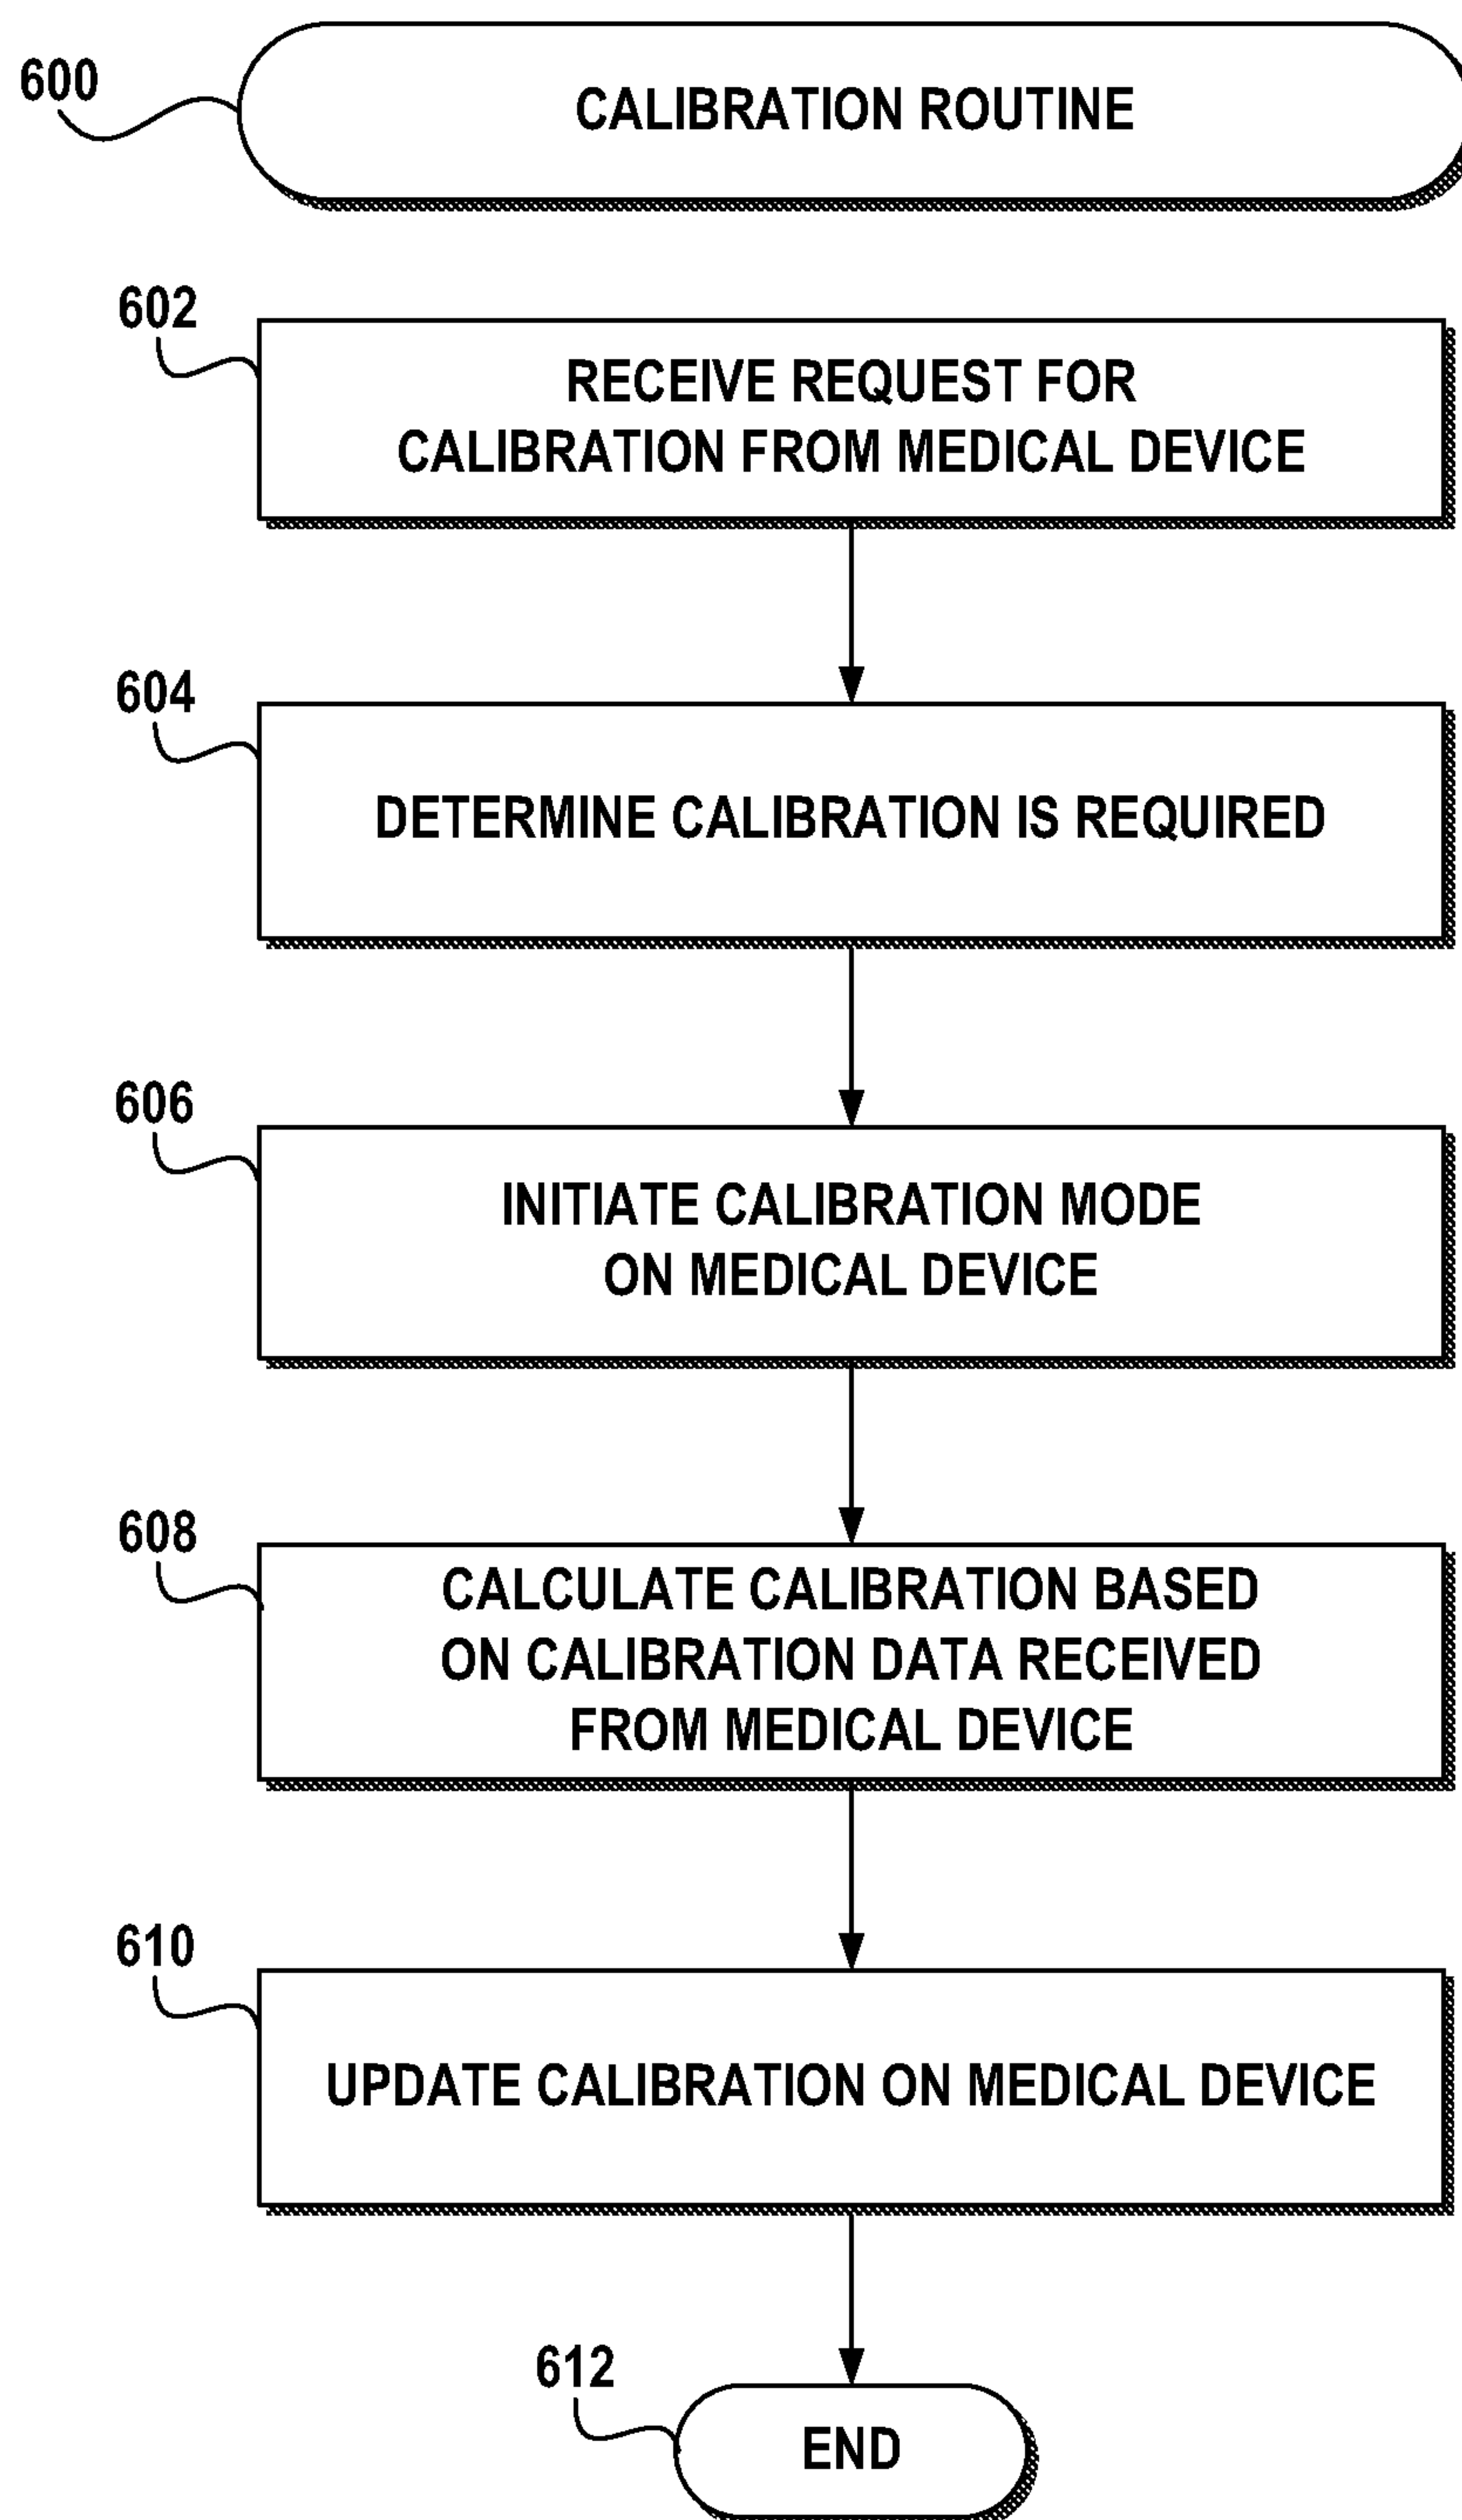 600
CALIBRATION ROUTINE
602
RECEIVE REQUEST FOR
CALIBRATION FROM MEDICAL DEVICE
604
DETERMINE CALIBRATION IS REQUIRED
606
INITIATE CALIBRATION MODE
ON MEDICAL DEVICE
608
CALCULATE CALIBRATION BASED
ON CALIBRATION DATA RECEIVED
FROM MEDICAL DEVICE
610
UPDATE CALIBRATION ON MEDICAL DEVICE
612
END